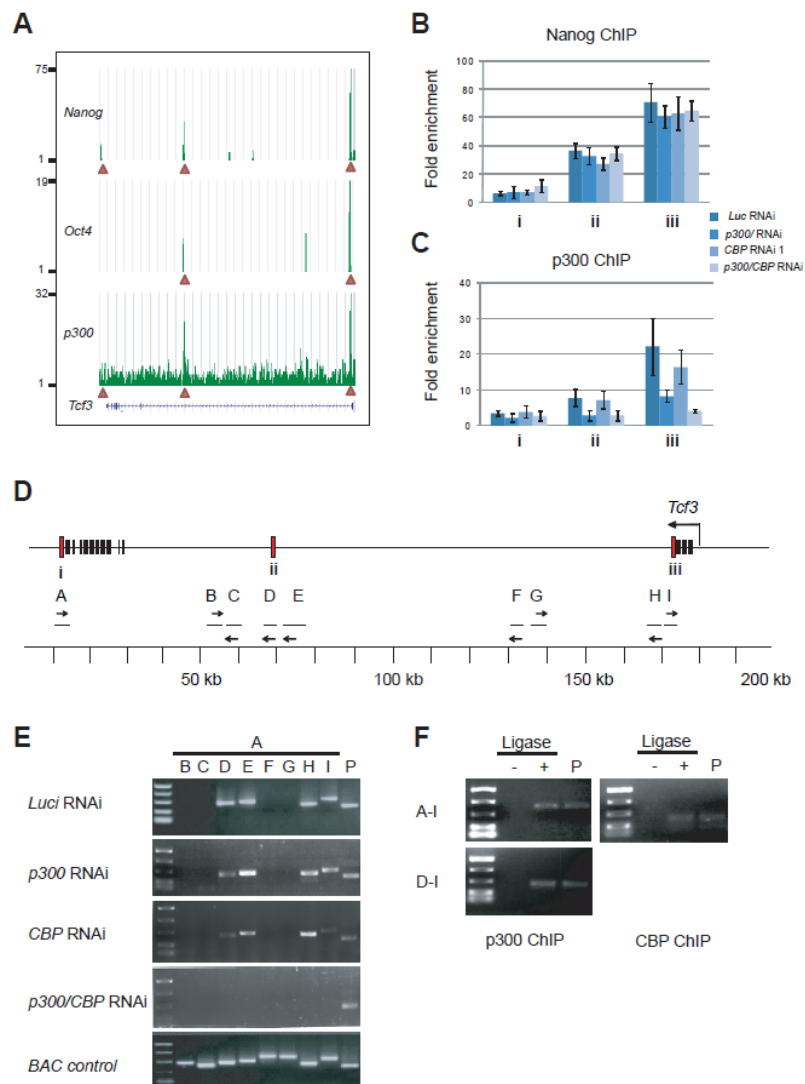 A
75
Nanog
1
19
Oct4
1
32
p300
1
Tcf3
B
Nanog ChIP
Fold enrichment
100
80
60
40
20
0
i ii iii
Luc RNAi
p300/ RNAi
CBP RNAi 1
p300/CBP RNAi
C
p300 ChIP
Fold enrichment
40
30
20
10
0
i ii iii
D
Tcf3
i ii iii
A B C D E F G H I
50 kb 100 kb 150 kb 200 kb
E
A
B C D E F G H I P
Luci RNAi
p300 RNAi
CBP RNAi
p300/CBP RNAi
BAC control
F
Ligase Ligase
- + P - + P
A-I
D-I
p300 ChIP CBP ChIP